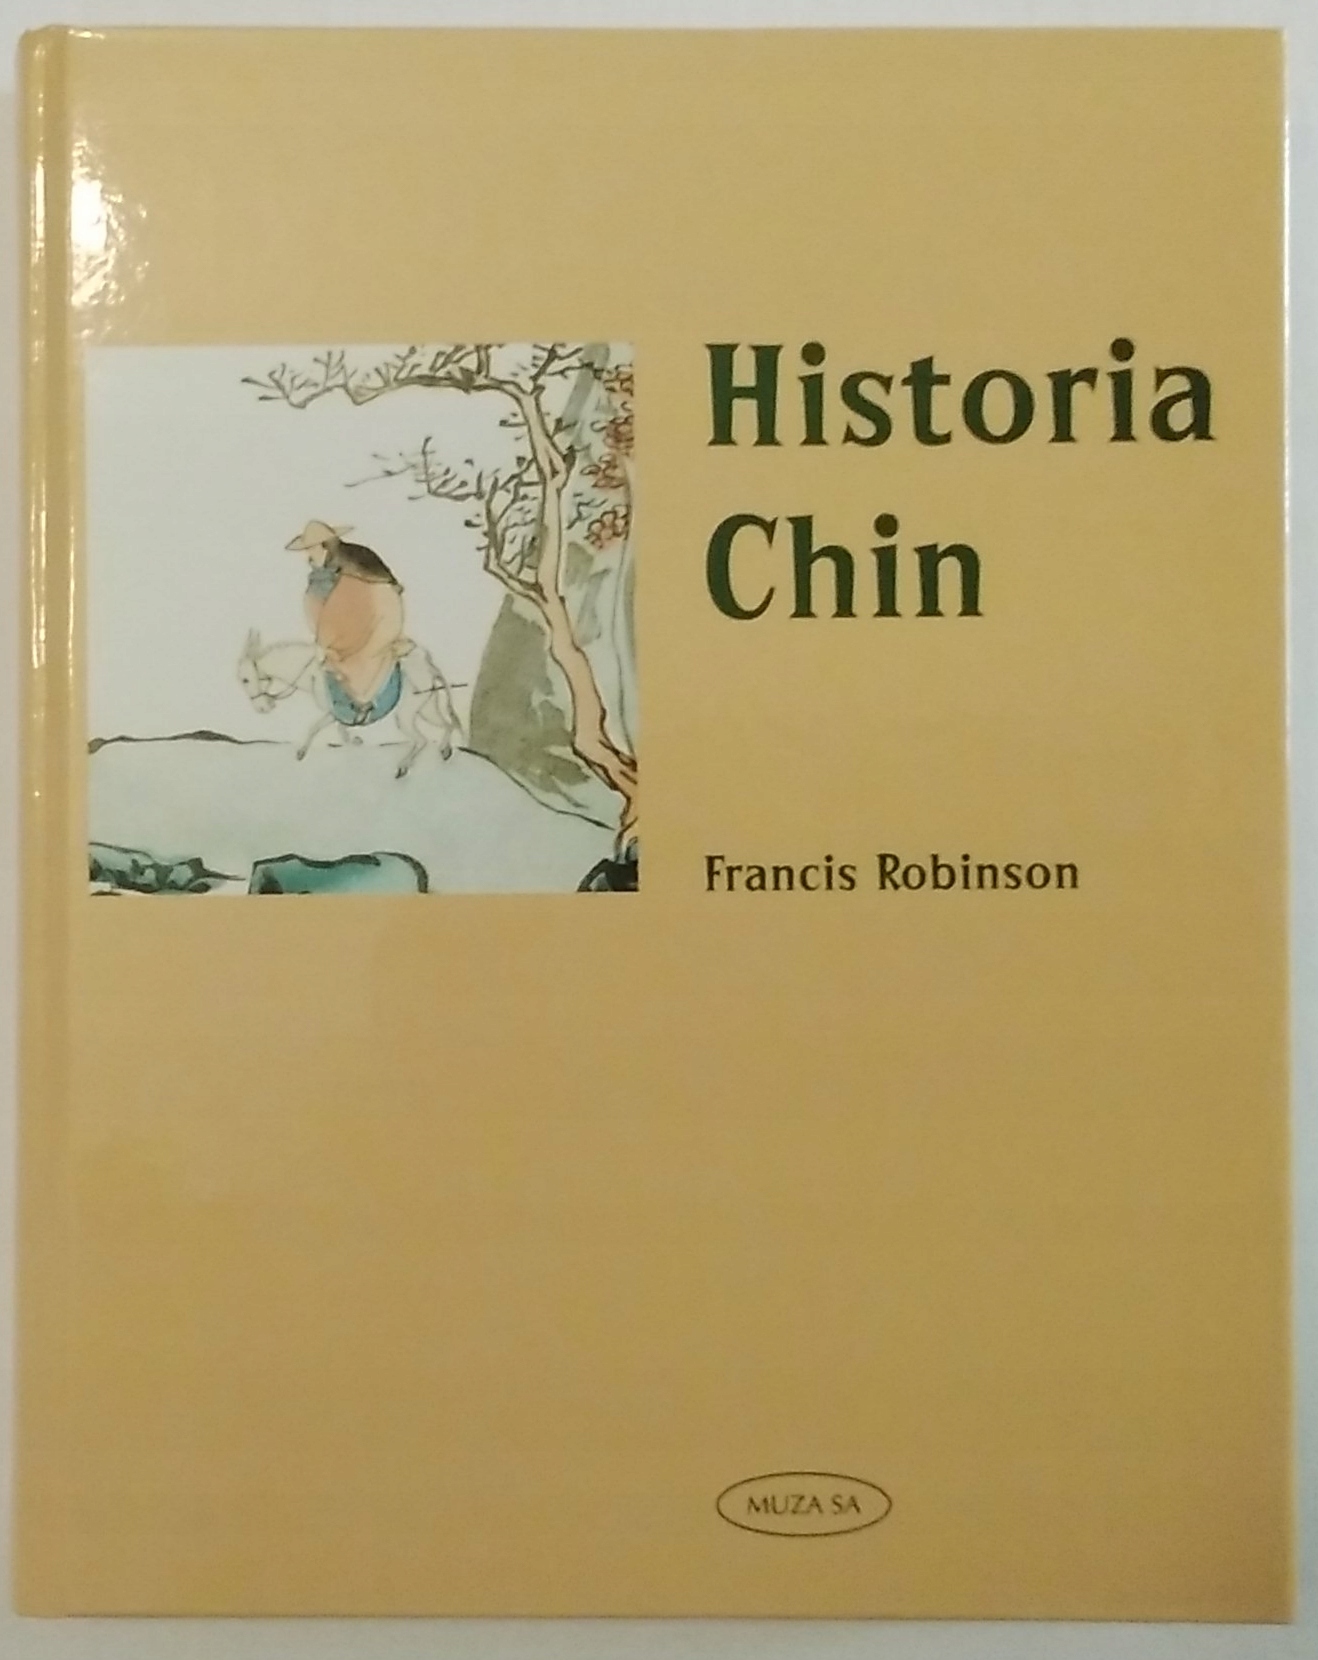 Historia
Chin
Francis Robinson
MUZA SA